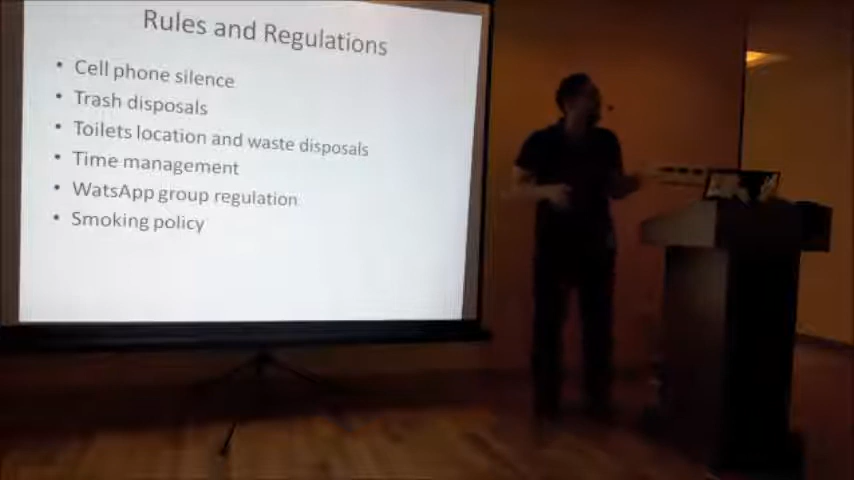 Rules and Regulations
• Cell phone silence
• Trash disposals
• Toilets location and waste disposals
• Time management
• WatsApp group regulation
• Smoking policy